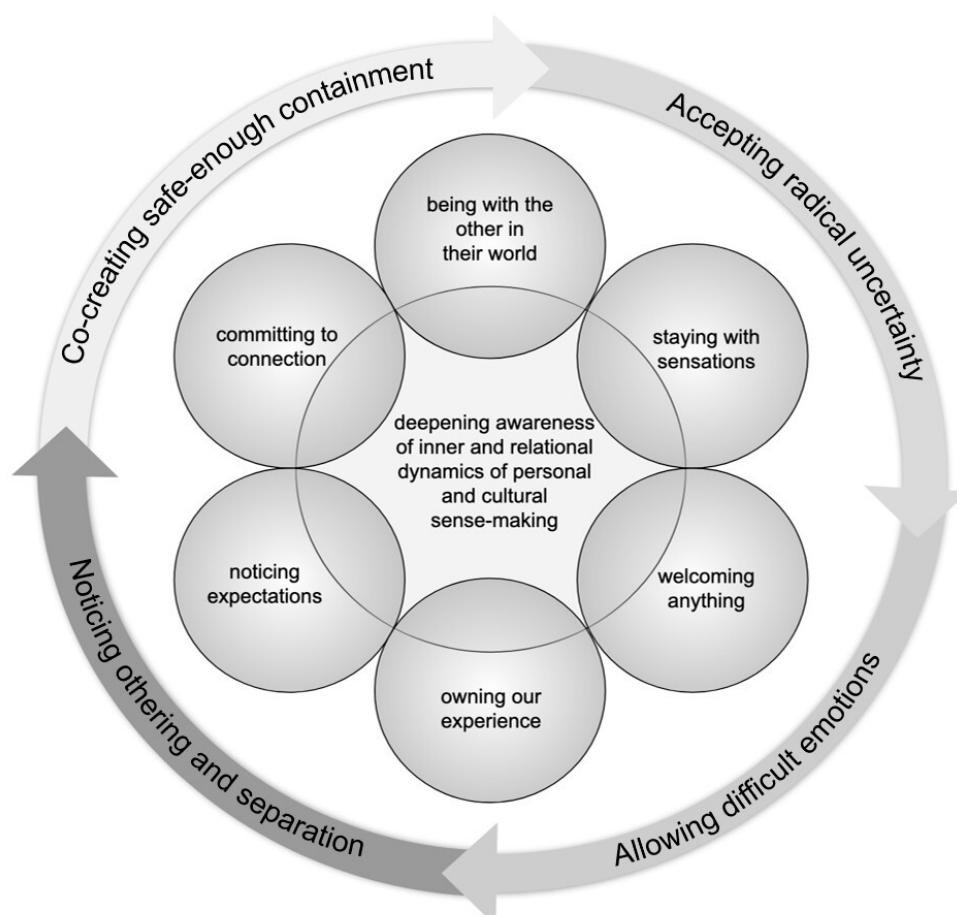 Co-creating safe-enough containment
Accepting radical uncertainty
Allowing difficult emotions
Noticing othering and separation
being with the
other in
their world
staying with
sensations
welcoming
anything
owning our
experience
noticing
expectations
committing to
connection
deepening awareness
of inner and relational
dynamics of personal
and cultural
sense-making